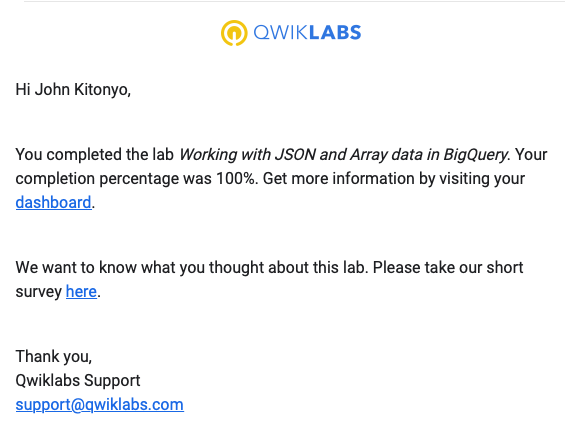 QWIKLABS
Hi John Kitonyo,
You completed the lab Working with JSON and Array data in BigQuery. Your
completion percentage was 100%. Get more information by visiting your
dashboard.
We want to know what you thought about this lab. Please take our short
survey here.
Thank you,
Qwiklabs Support
support@qwiklabs.com